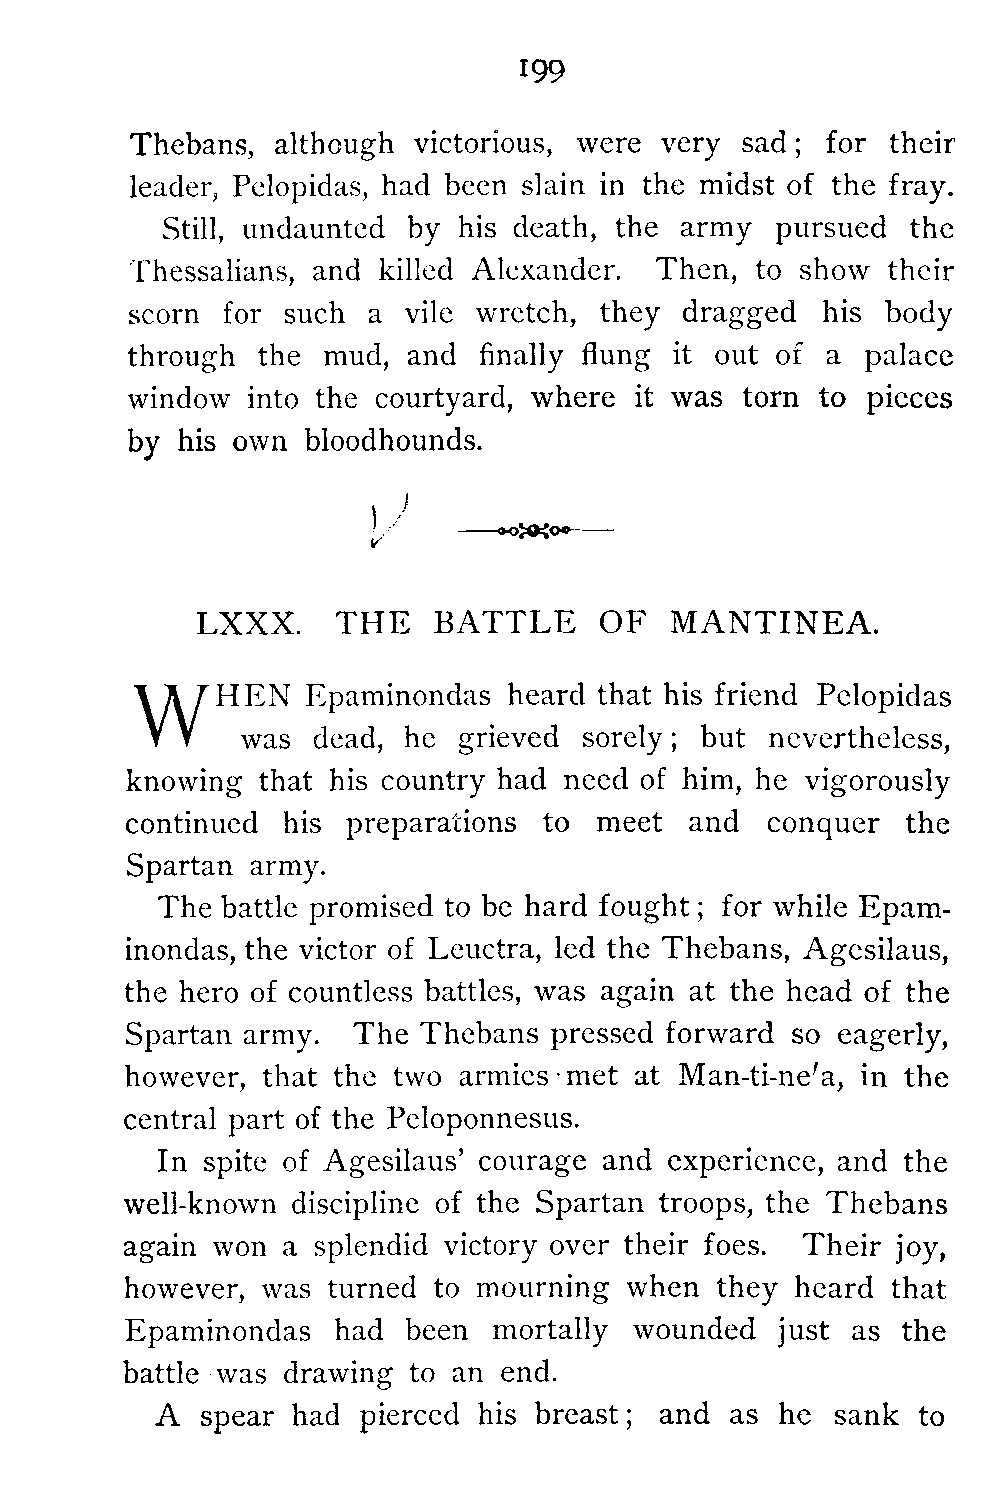 199
Thebans, although victorious, were very sad; for their
leader, Pelopidas, had been slain in the midst of the fray.
Still, undaunted by his death, the army pursued the
Thessalians, and killed Alexander. Then, to show their
scorn for such a vile wretch, they dragged his body
through the mud, and finally flung it out of a palace
window into the courtyard, where it was torn to pieces
by his own bloodhounds.
LXXX. THE BATTLE OF MANTINEA.
WHEN Epaminondas heard that his friend Pelopidas
was dead, he grieved sorely; but nevertheless,
knowing that his country had need of him, he vigorously
continued his preparations to meet and conquer the
Spartan army.
The battle promised to be hard fought; for while Epam-
inondas, the victor of Leuctra, led the Thebans, Agesilaus,
the hero of countless battles, was again at the head of the
Spartan army. The Thebans pressed forward so eagerly,
however, that the two armies met at Man-ti-ne′a, in the
central part of the Peloponnesus.
In spite of Agesilaus’ courage and experience, and the
well-known discipline of the Spartan troops, the Thebans
again won a splendid victory over their foes. Their joy,
however, was turned to mourning when they heard that
Epaminondas had been mortally wounded just as the
battle was drawing to an end.
A spear had pierced his breast; and as he sank to